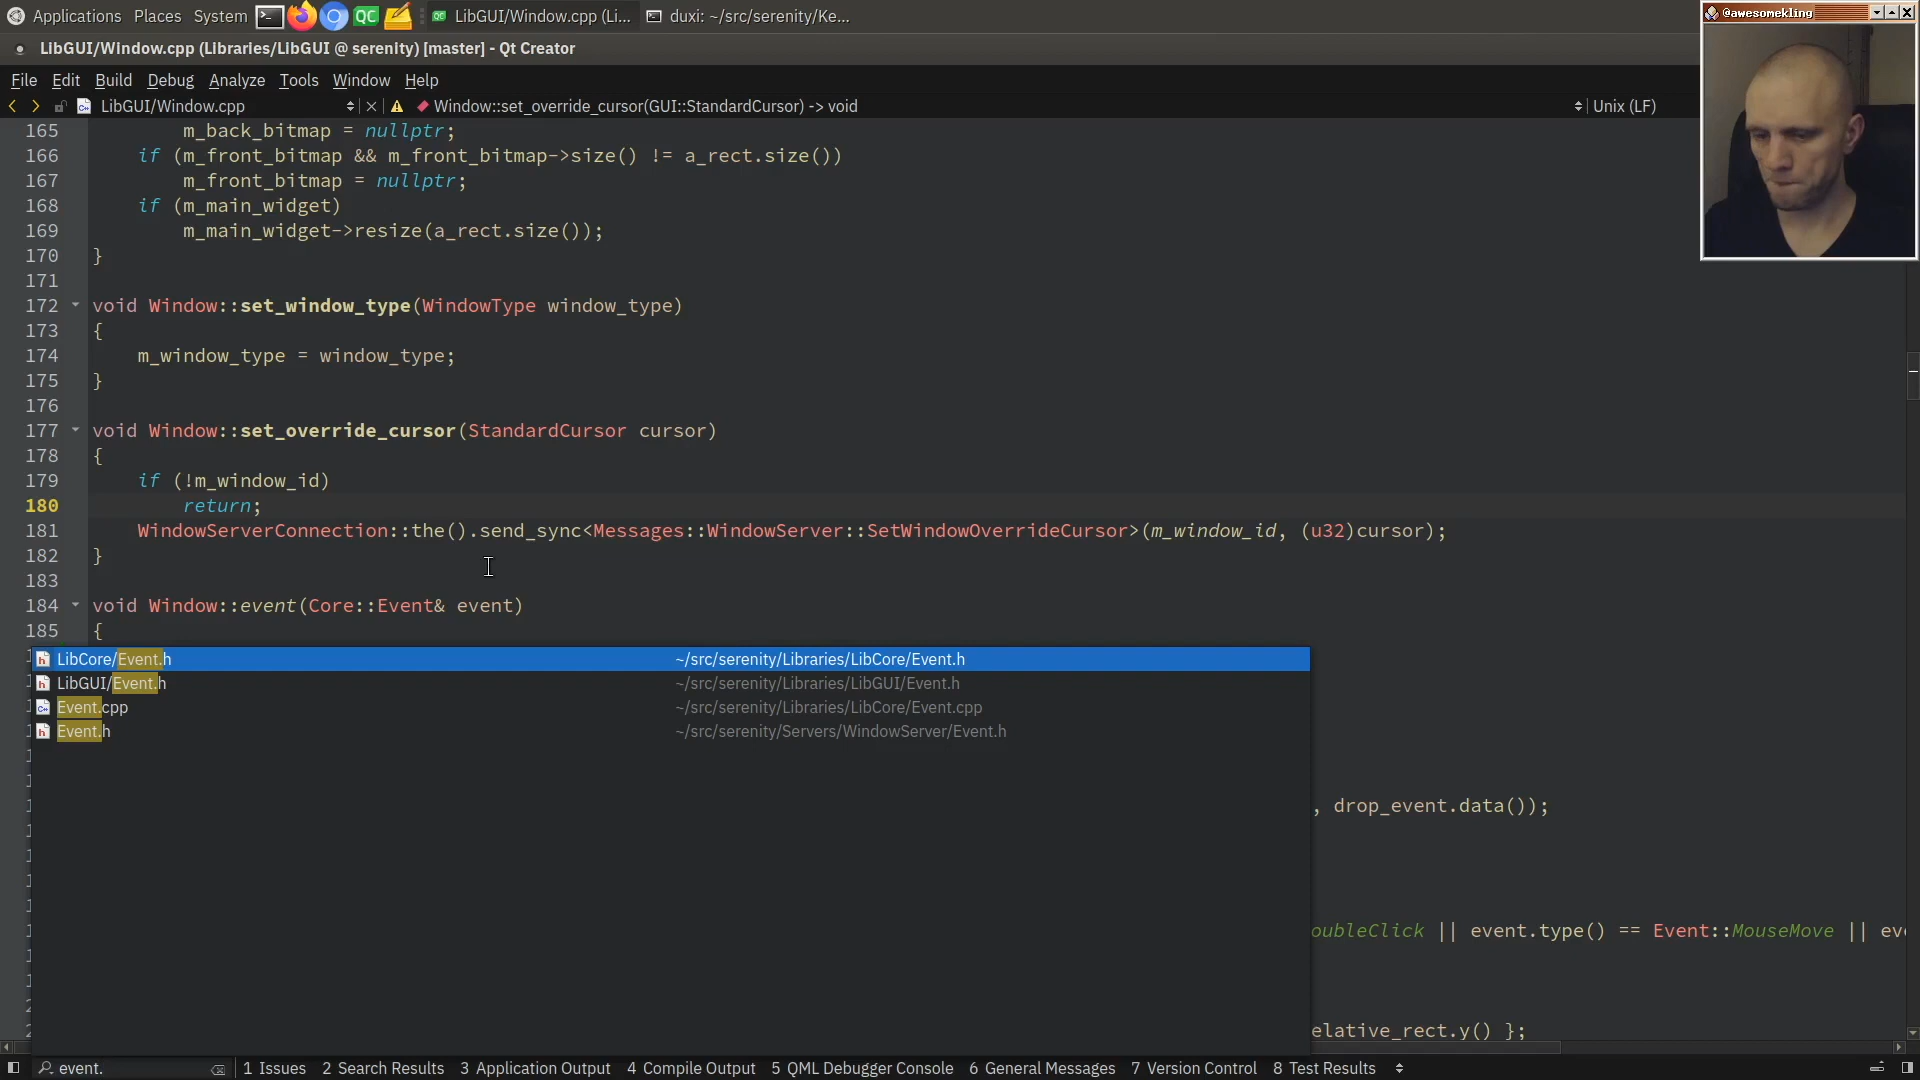 Applications Places System LibGUI/Window.cpp (Li... duxi: ~/src/serenity/Ke...
@awesomekling
LibGUI/Window.cpp (Libraries/LibGUI @ serenity) [master] - Qt Creator
File Edit Build Debug Analyze Tools Window Help
LibGUI/Window.cpp Window::set_override_cursor(GUI::StandardCursor) -> void Unix (LF)
165 m_back_bitmap = nullptr;
166 if (m_front_bitmap && m_front_bitmap->size() != a_rect.size())
167 m_front_bitmap = nullptr;
168 if (m_main_widget)
169 m_main_widget->resize(a_rect.size());
170 }
171
172 void Window::set_window_type(WindowType window_type)
173 {
174 m_window_type = window_type;
175 }
176
177 void Window::set_override_cursor(StandardCursor cursor)
178 {
179 if (!m_window_id)
180 return;
181 WindowServerConnection::the().send_sync<Messages::WindowServer::SetWindowOverrideCursor>(m_window_id, (u32)cursor);
182 }
183
184 void Window::event(Core::Event& event)
185 {
LibCore/Event.h ~/src/serenity/Libraries/LibCore/Event.h
LibGUI/Event.h ~/src/serenity/Libraries/LibGUI/Event.h
Event.cpp ~/src/serenity/Libraries/LibCore/Event.cpp
Event.h ~/src/serenity/Servers/WindowServer/Event.h
, drop_event.data());
oubleClick || event.type() == Event::MouseMove || eve
elative_rect.y() };
event. 1 Issues 2 Search Results 3 Application Output 4 Compile Output 5 QML Debugger Console 6 General Messages 7 Version Control 8 Test Results